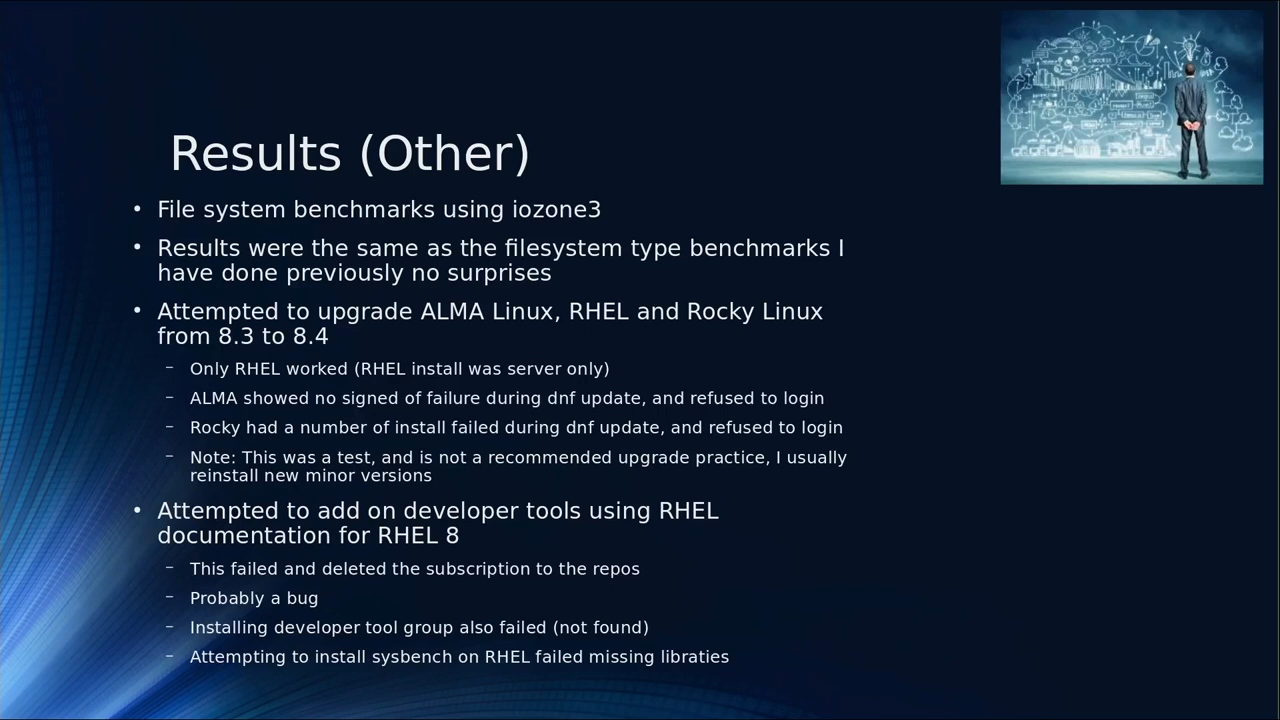 Results (Other)
• File system benchmarks using iozone3
• Results were the same as the filesystem type benchmarks I
have done previously no surprises
• Attempted to upgrade ALMA Linux, RHEL and Rocky Linux
from 8.3 to 8.4
– Only RHEL worked (RHEL install was server only)
– ALMA showed no signed of failure during dnf update, and refused to login
– Rocky had a number of install failed during dnf update, and refused to login
– Note: This was a test, and is not a recommended upgrade practice, I usually
reinstall new minor versions
• Attempted to add on developer tools using RHEL
documentation for RHEL 8
– This failed and deleted the subscription to the repos
– Probably a bug
– Installing developer tool group also failed (not found)
– Attempting to install sysbench on RHEL failed missing libraties